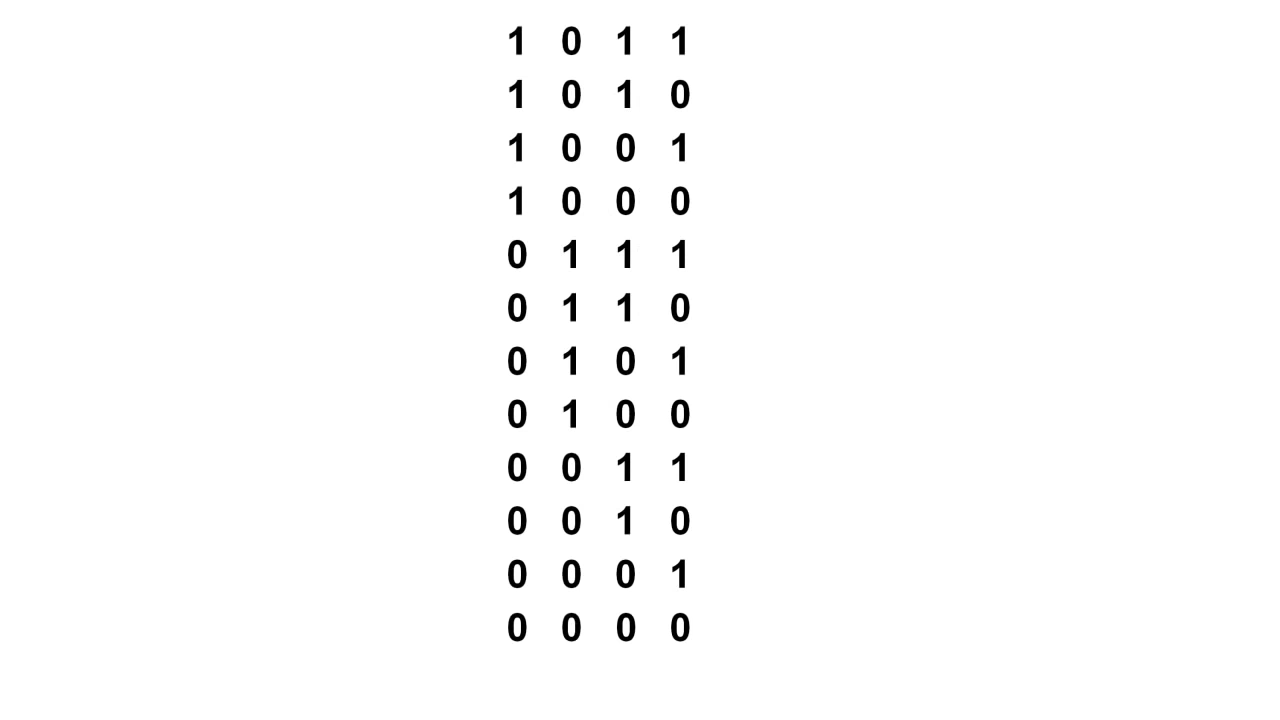 1 0 1 1
1 0 1 0
1 0 0 1
1 0 0 0
0 1 1 1
0 1 1 0
0 1 0 1
0 1 0 0
0 0 1 1
0 0 1 0
0 0 0 1
0 0 0 0